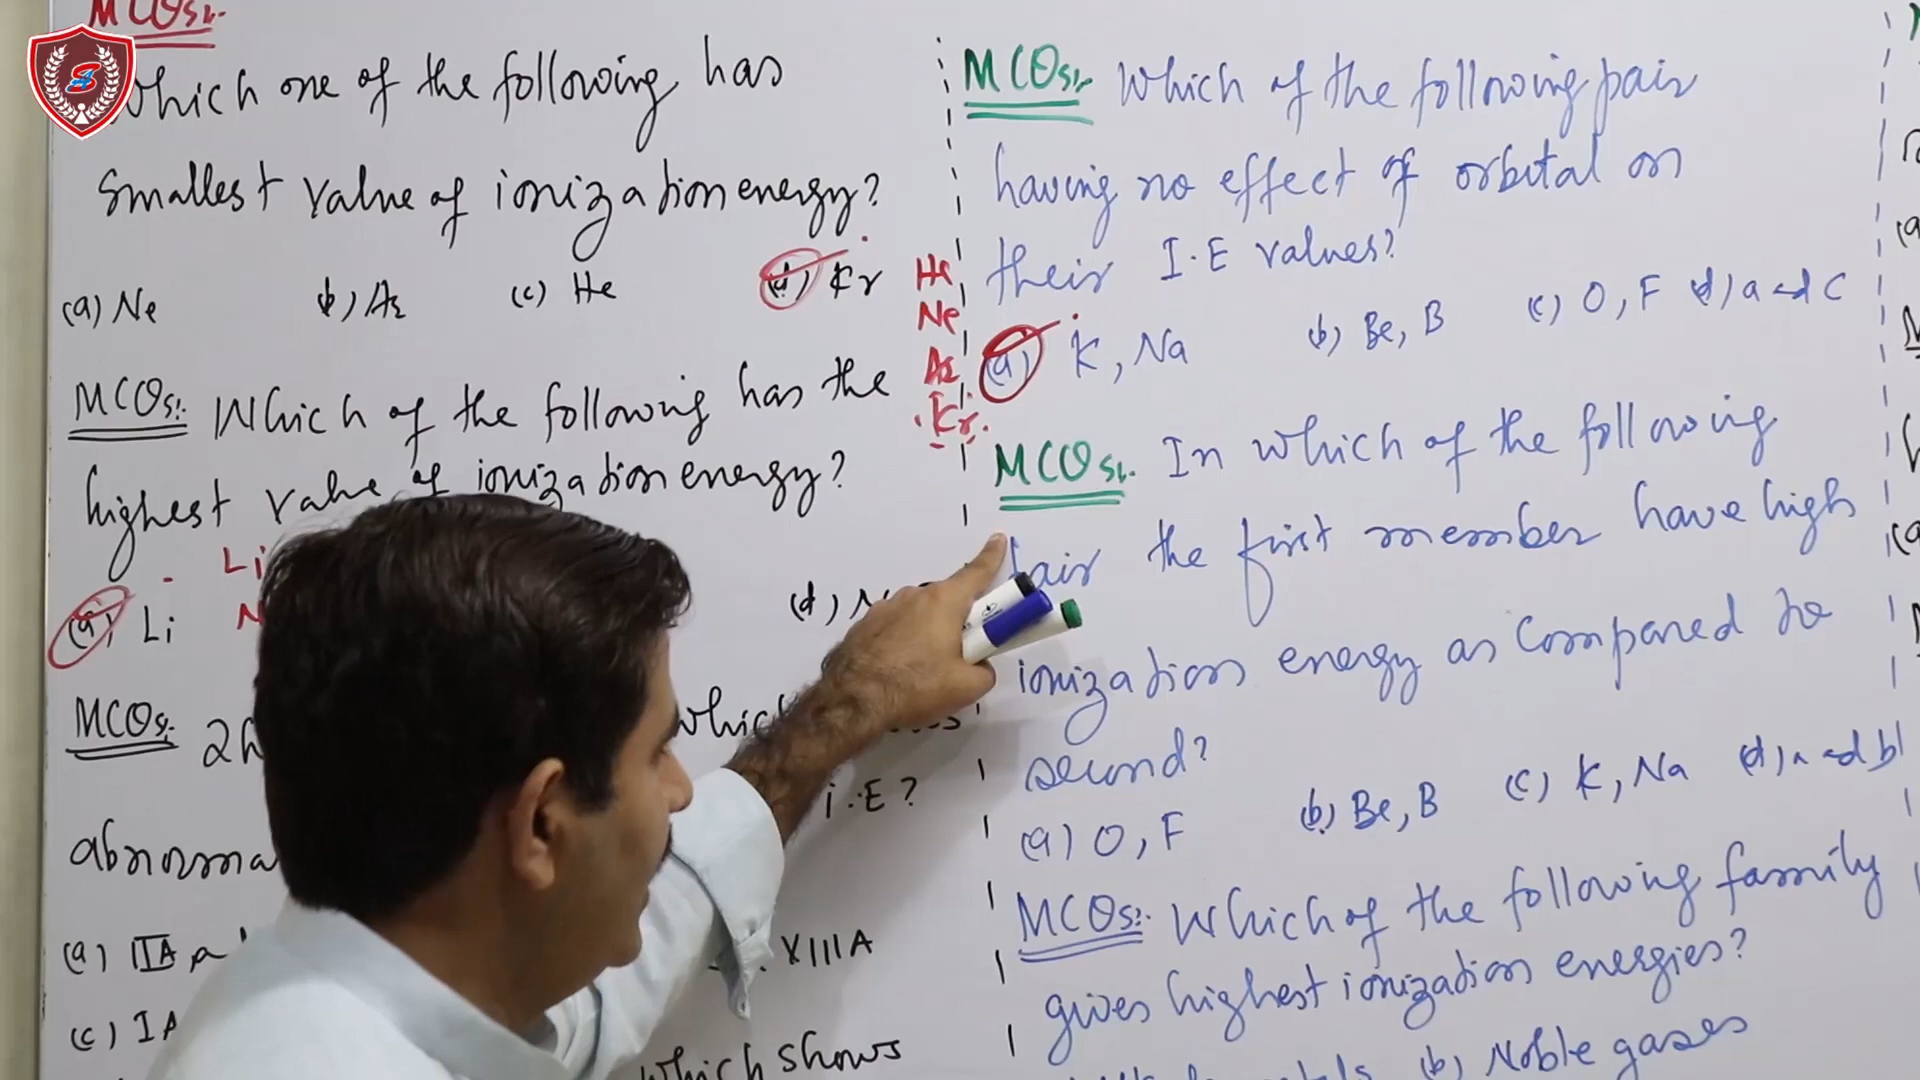 MCQs:
Which one of the following has
smallest value of ionization energy?
(a) Ne b) Ar (c) He (d) Kr
He
Ne
Ar
Kr
MCQs: Which of the following has the
highest value of ionization energy?
Li
(a) Li (d)
MCQs: which
i.E?
abnorma
(a) IIA XIIIA
(c) IA
which shows
MCQs: Which of the following pair
having no effect of orbital on
their I.E values?
(a) K, Na (b) Be, B (c) O, F (d) a and c
MCQs: In which of the following
pair the first member have high
ionization energy as compared to
second?
(a) O, F (b) Be, B (c) K, Na (d) a and b
MCQs: Which of the following family
gives highest ionization energies?
(b) Noble gases